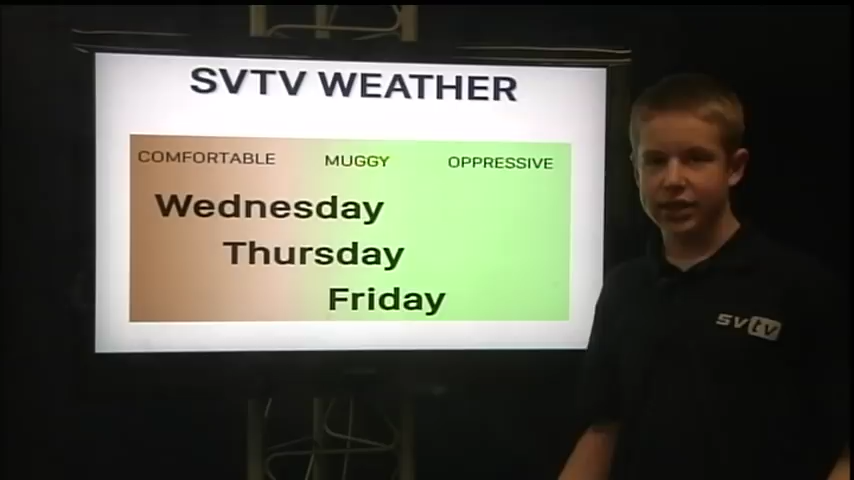 SVTV WEATHER
COMFORTABLE MUGGY OPPRESSIVE
Wednesday
Thursday
Friday
SVtv